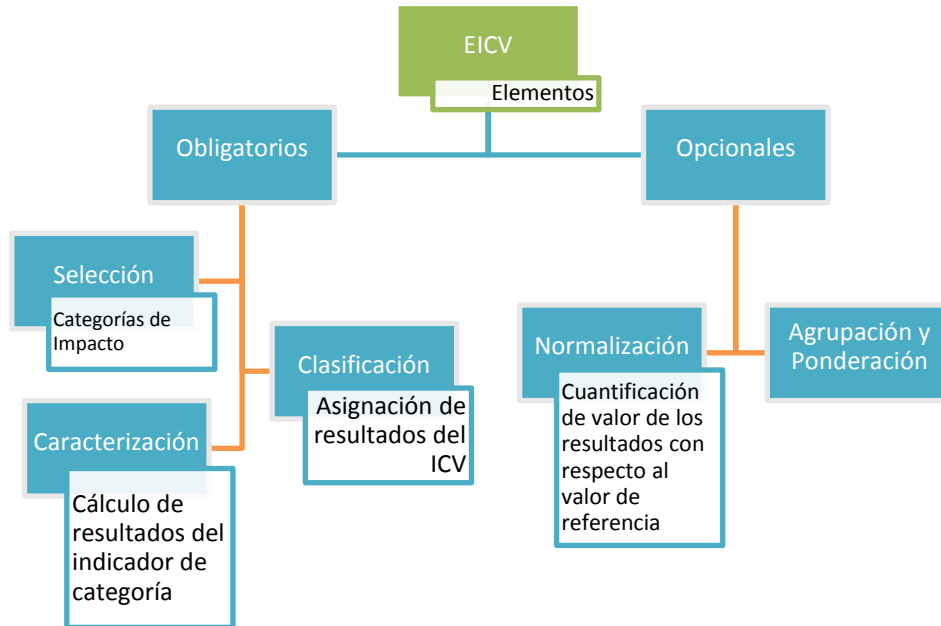 EICV
Elementos
Obligatorios
Opcionales
Selección
Categorías de
Impacto
Clasificación
Asignación de
resultados del
ICV
Caracterización
Cálculo de
resultados del
indicador de
categoría
Normalización
Cuantificación
de valor de los
resultados con
respecto al
valor de
referencia
Agrupación y
Ponderación